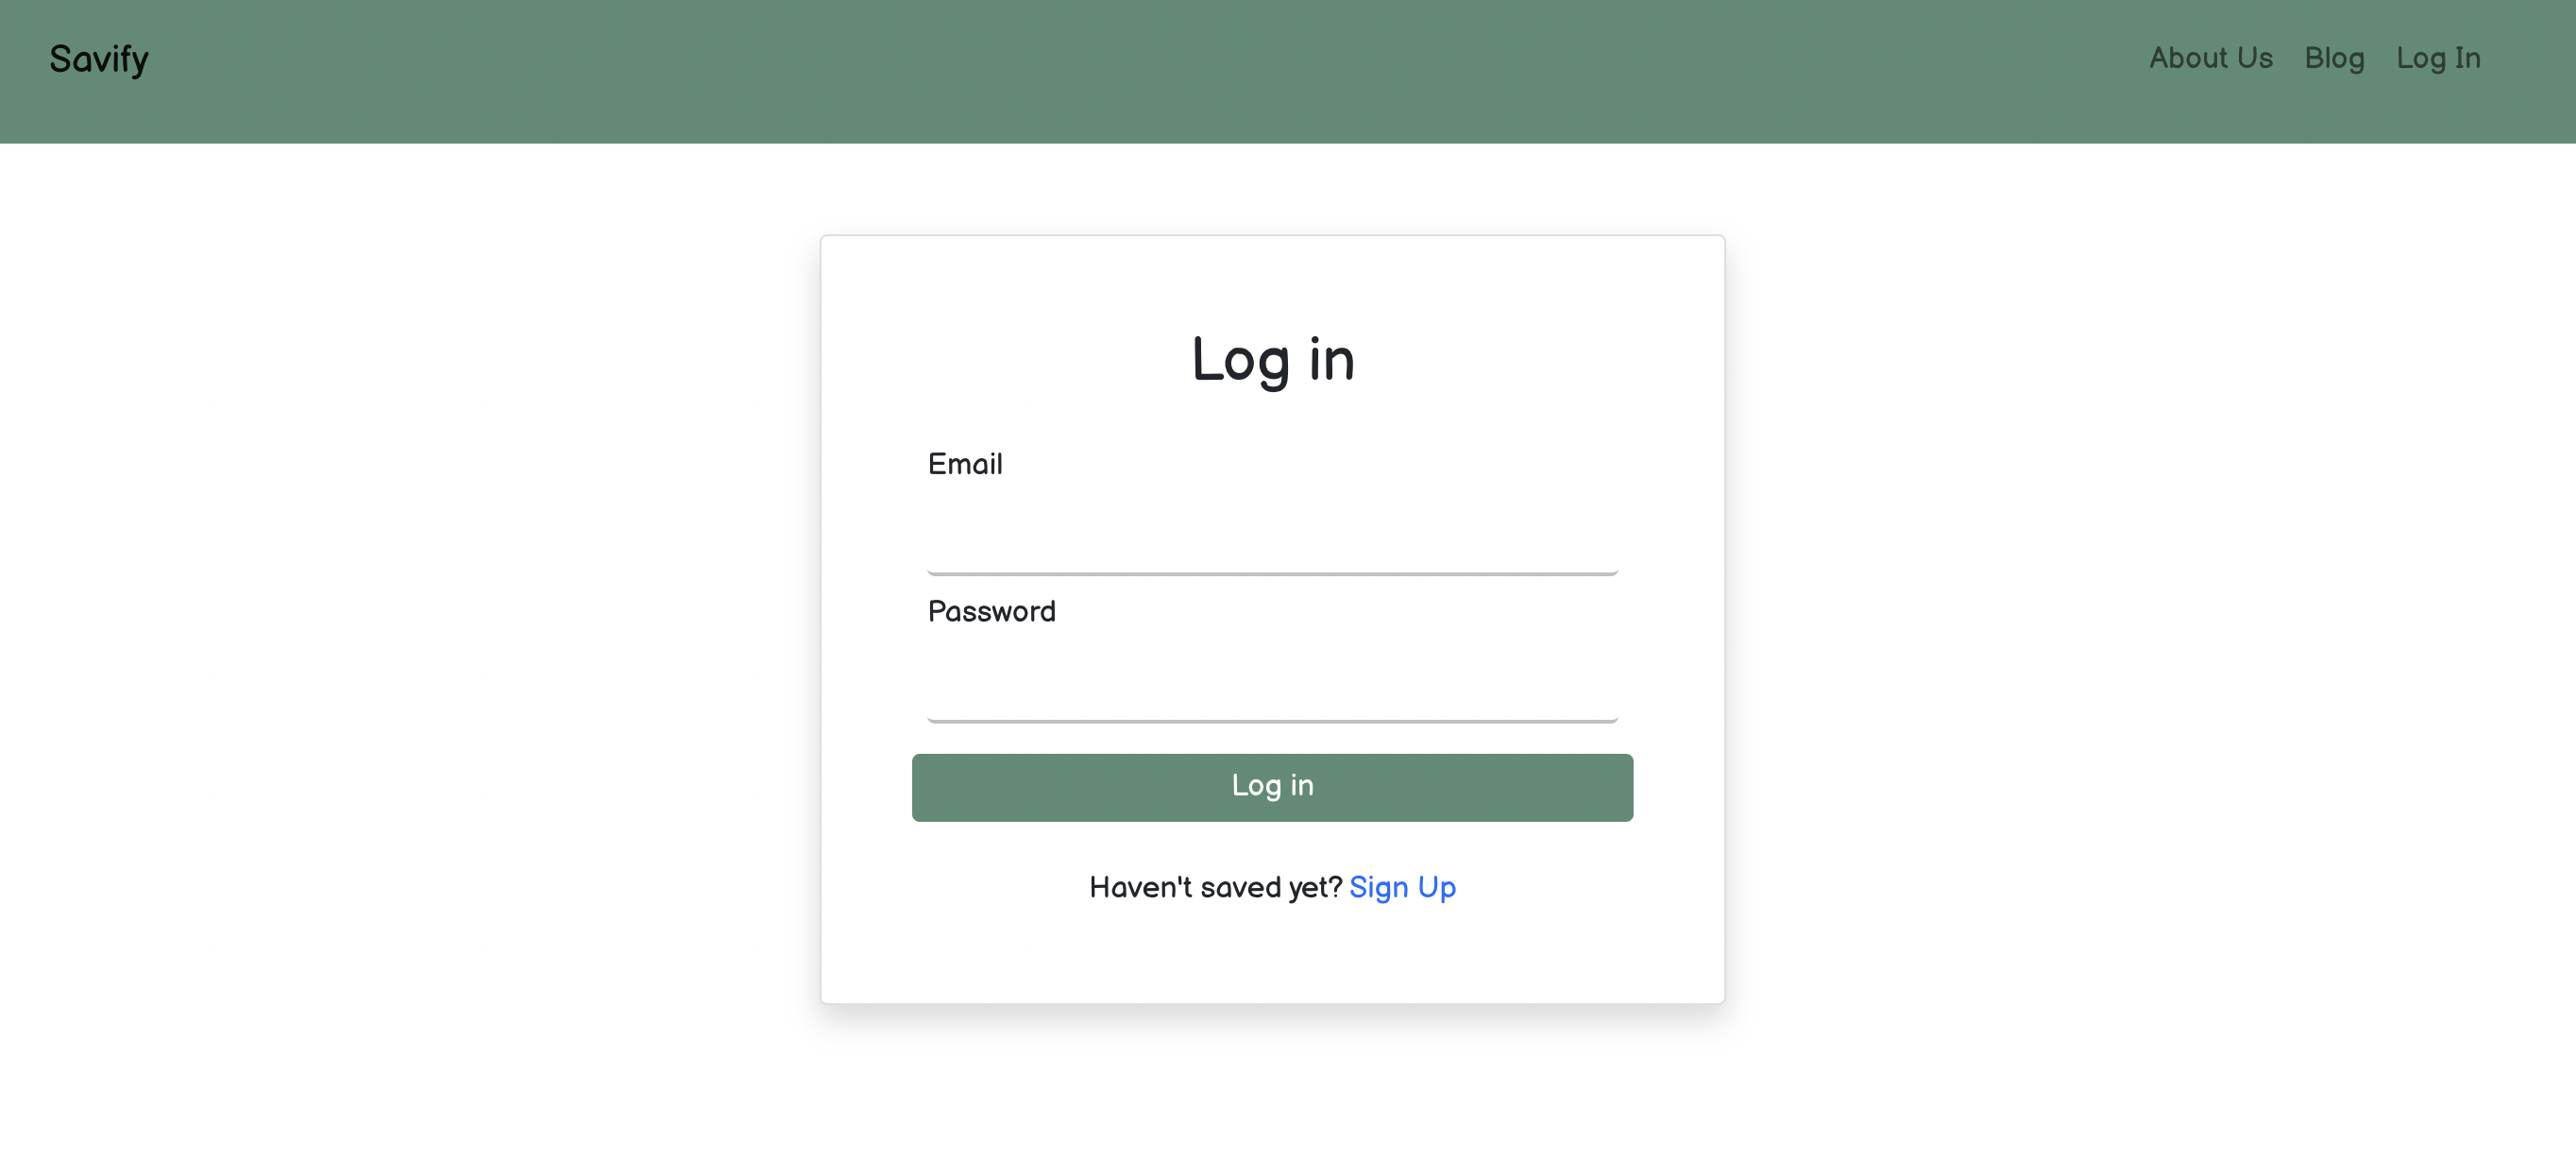 Savify
About Us Blog Log In
Log in
Email
Password
Log in
Haven't saved yet? Sign Up